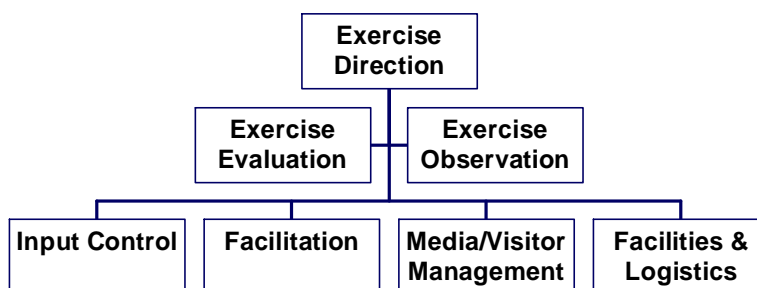 Exercise
Direction
Exercise
Evaluation
Exercise
Observation
Input Control
Facilitation
Media/Visitor
Management
Facilities &
Logistics